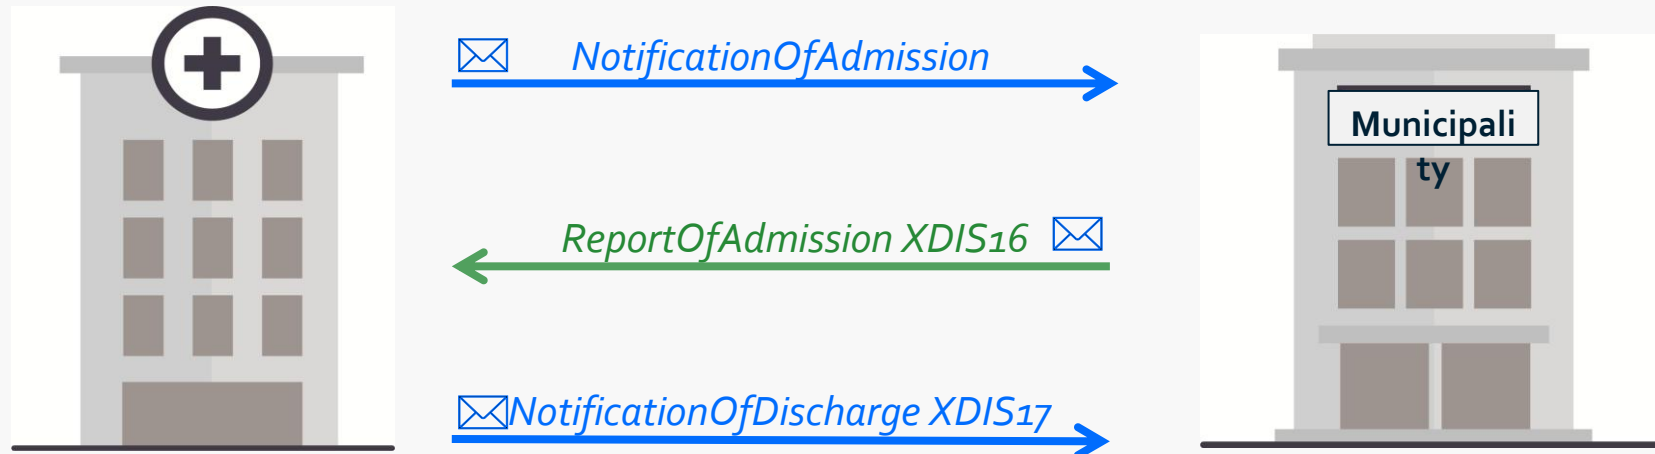 NotificationOfAdmission
Municipali
ty
ReportOfAdmission XDIS16
NotificationOfDischarge XDIS17